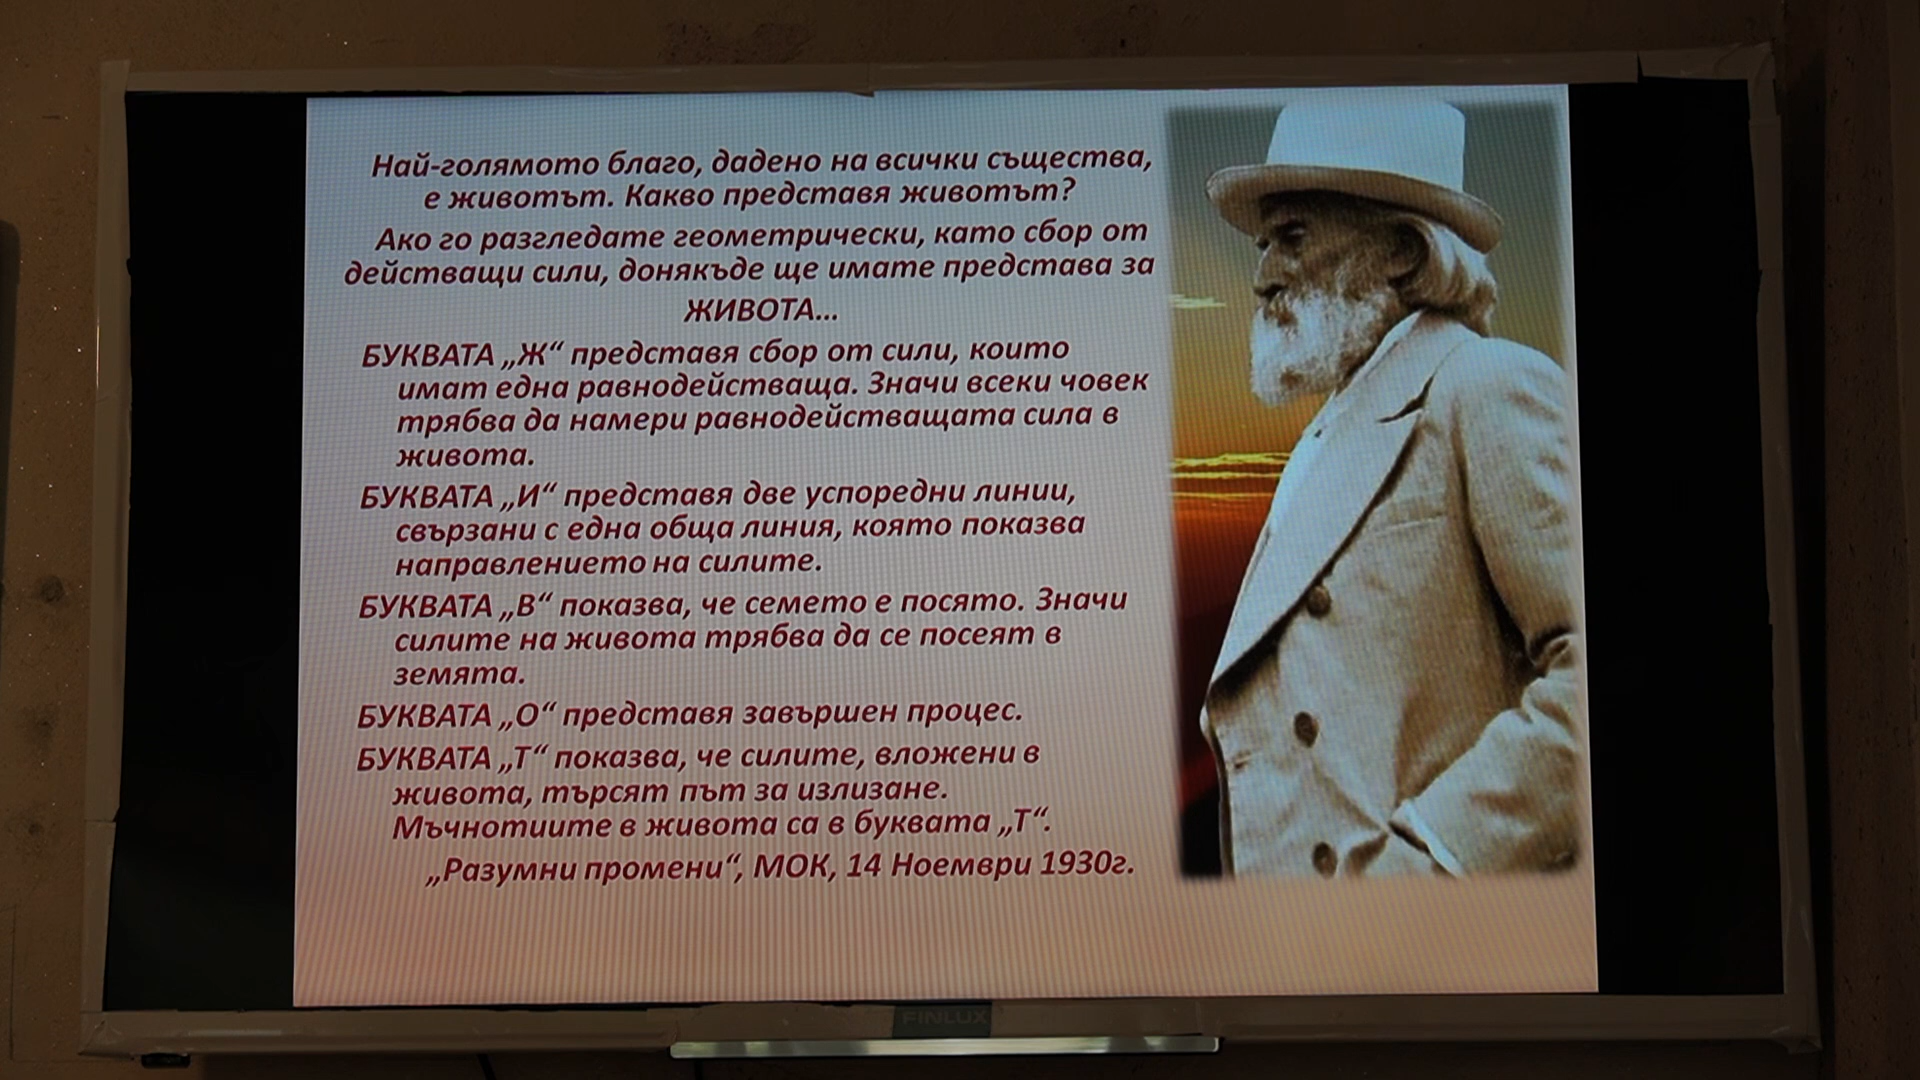 Най-голямото благо, дадено на всички същества,
е животът. Какво представя животът?
Ако го разгледате геометрически, като сбор от
действащи сили, донякъде ще имате представа за
ЖИВОТА...
БУКВАТА „Ж“ представя сбор от сили, които
имат една равнодействаща. Значи всеки човек
трябва да намери равнодействащата сила в
живота.
БУКВАТА „И“ представя две успоредни линии,
свързани с една обща линия, която показва
направлението на силите.
БУКВАТА „В“ показва, че семето е посято. Значи
силите на живота трябва да се посеят в
земята.
БУКВАТА „О“ представя завършен процес.
БУКВАТА „Т“ показва, че силите, вложени в
живота, търсят път за излизане.
Мъчнотиите в живота са в буквата „Т“.
„Разумни промени“, МОК, 14 Ноември 1930г.
FINLUX